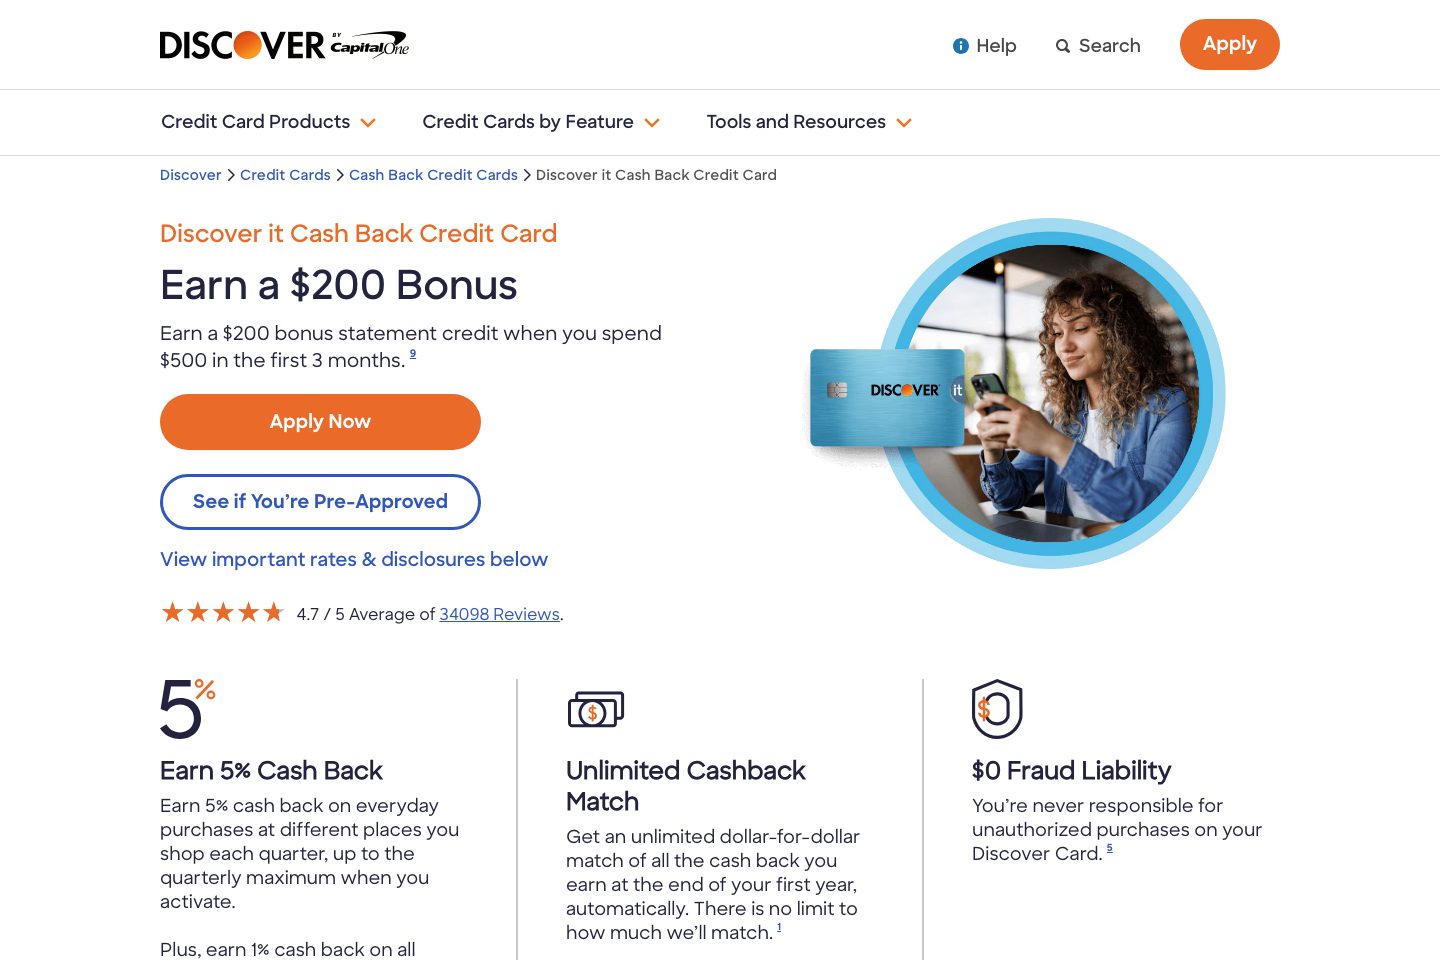 DISCOVER BY Capital One
Help
Search
Apply
Credit Card Products
Credit Cards by Feature
Tools and Resources
Discover
Credit Cards
Cash Back Credit Cards
Discover it Cash Back Credit Card
Discover it Cash Back Credit Card
Earn a $200 Bonus
Earn a $200 bonus statement credit when you spend
$500 in the first 3 months. 9
Apply Now
See if You’re Pre-Approved
View important rates & disclosures below
4.7 / 5 Average of 34098 Reviews.
DISCOVER it
5%
Earn 5% Cash Back
Earn 5% cash back on everyday
purchases at different places you
shop each quarter, up to the
quarterly maximum when you
activate.
Plus, earn 1% cash back on all
$
Unlimited Cashback
Match
Get an unlimited dollar-for-dollar
match of all the cash back you
earn at the end of your first year,
automatically. There is no limit to
how much we’ll match. 1
$0
$0 Fraud Liability
You’re never responsible for
unauthorized purchases on your
Discover Card. 5